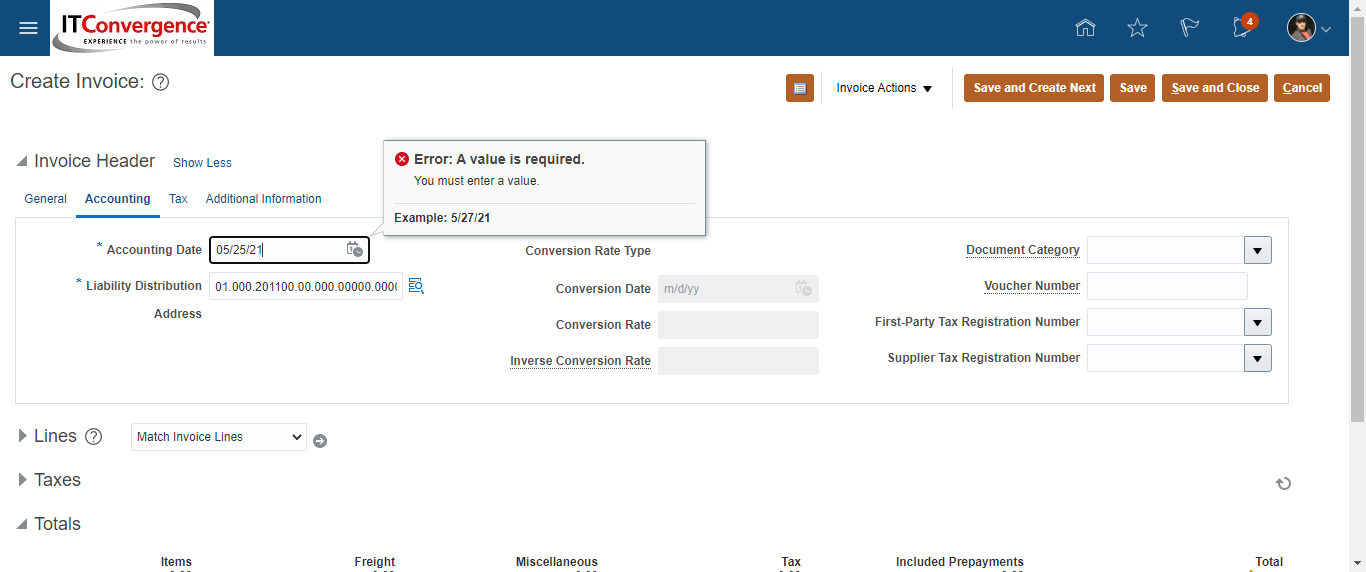 ITConvergence
EXPERIENCE the power of results
4
Create Invoice: ?
Invoice Actions
Save and Create Next
Save
Save and Close
Cancel
Invoice Header
Show Less
Error: A value is required.
You must enter a value.
Example: 5/27/21
General
Accounting
Tax
Additional Information
* Accounting Date 05/25/21
* Liability Distribution 01.000.201100.00.000.00000.000
Address
Conversion Rate Type
Conversion Date m/d/yy
Conversion Rate
Inverse Conversion Rate
Document Category
Voucher Number
First-Party Tax Registration Number
Supplier Tax Registration Number
Lines ?
Match Invoice Lines
Taxes
Totals
Items
Freight
Miscellaneous
Tax
Included Prepayments
Total